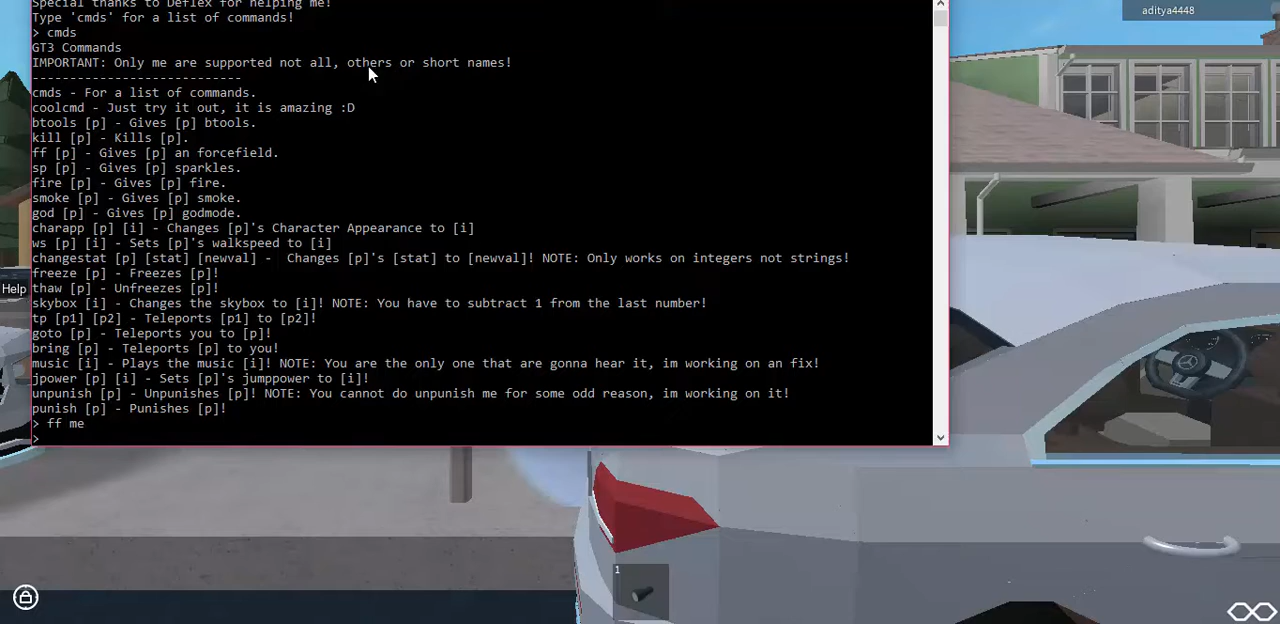 Special thanks to Deflex for helping me!
Type 'cmds' for a list of commands!
> cmds
GT3 Commands
IMPORTANT: Only me are supported not all, others or short names!
----------------------------
cmds - For a list of commands.
coolcmd - Just try it out, it is amazing :D
btools [p] - Gives [p] btools.
kill [p] - Kills [p].
ff [p] - Gives [p] an forcefield.
sp [p] - Gives [p] sparkles.
fire [p] - Gives [p] fire.
smoke [p] - Gives [p] smoke.
god [p] - Gives [p] godmode.
charapp [p] [i] - Changes [p]'s Character Appearance to [i]
ws [p] [i] - Sets [p]'s walkspeed to [i]
changestat [p] [stat] [newval] -  Changes [p]'s [stat] to [newval]! NOTE: Only works on integers not strings!
freeze [p] - Freezes [p]!
thaw [p] - Unfreezes [p]!
skybox [i] - Changes the skybox to [i]! NOTE: You have to subtract 1 from the last number!
tp [p1] [p2] - Teleports [p1] to [p2]!
goto [p] - Teleports you to [p]!
bring [p] - Teleports [p] to you!
music [i] - Plays the music [i]! NOTE: You are the only one that are gonna hear it, im working on an fix!
jpower [p] [i] - Sets [p]'s jumppower to [i]!
unpunish [p] - Unpunishes [p]! NOTE: You cannot do unpunish me for some odd reason, im working on it!
punish [p] - Punishes [p]!
> ff me
>
aditya4448
Help
1